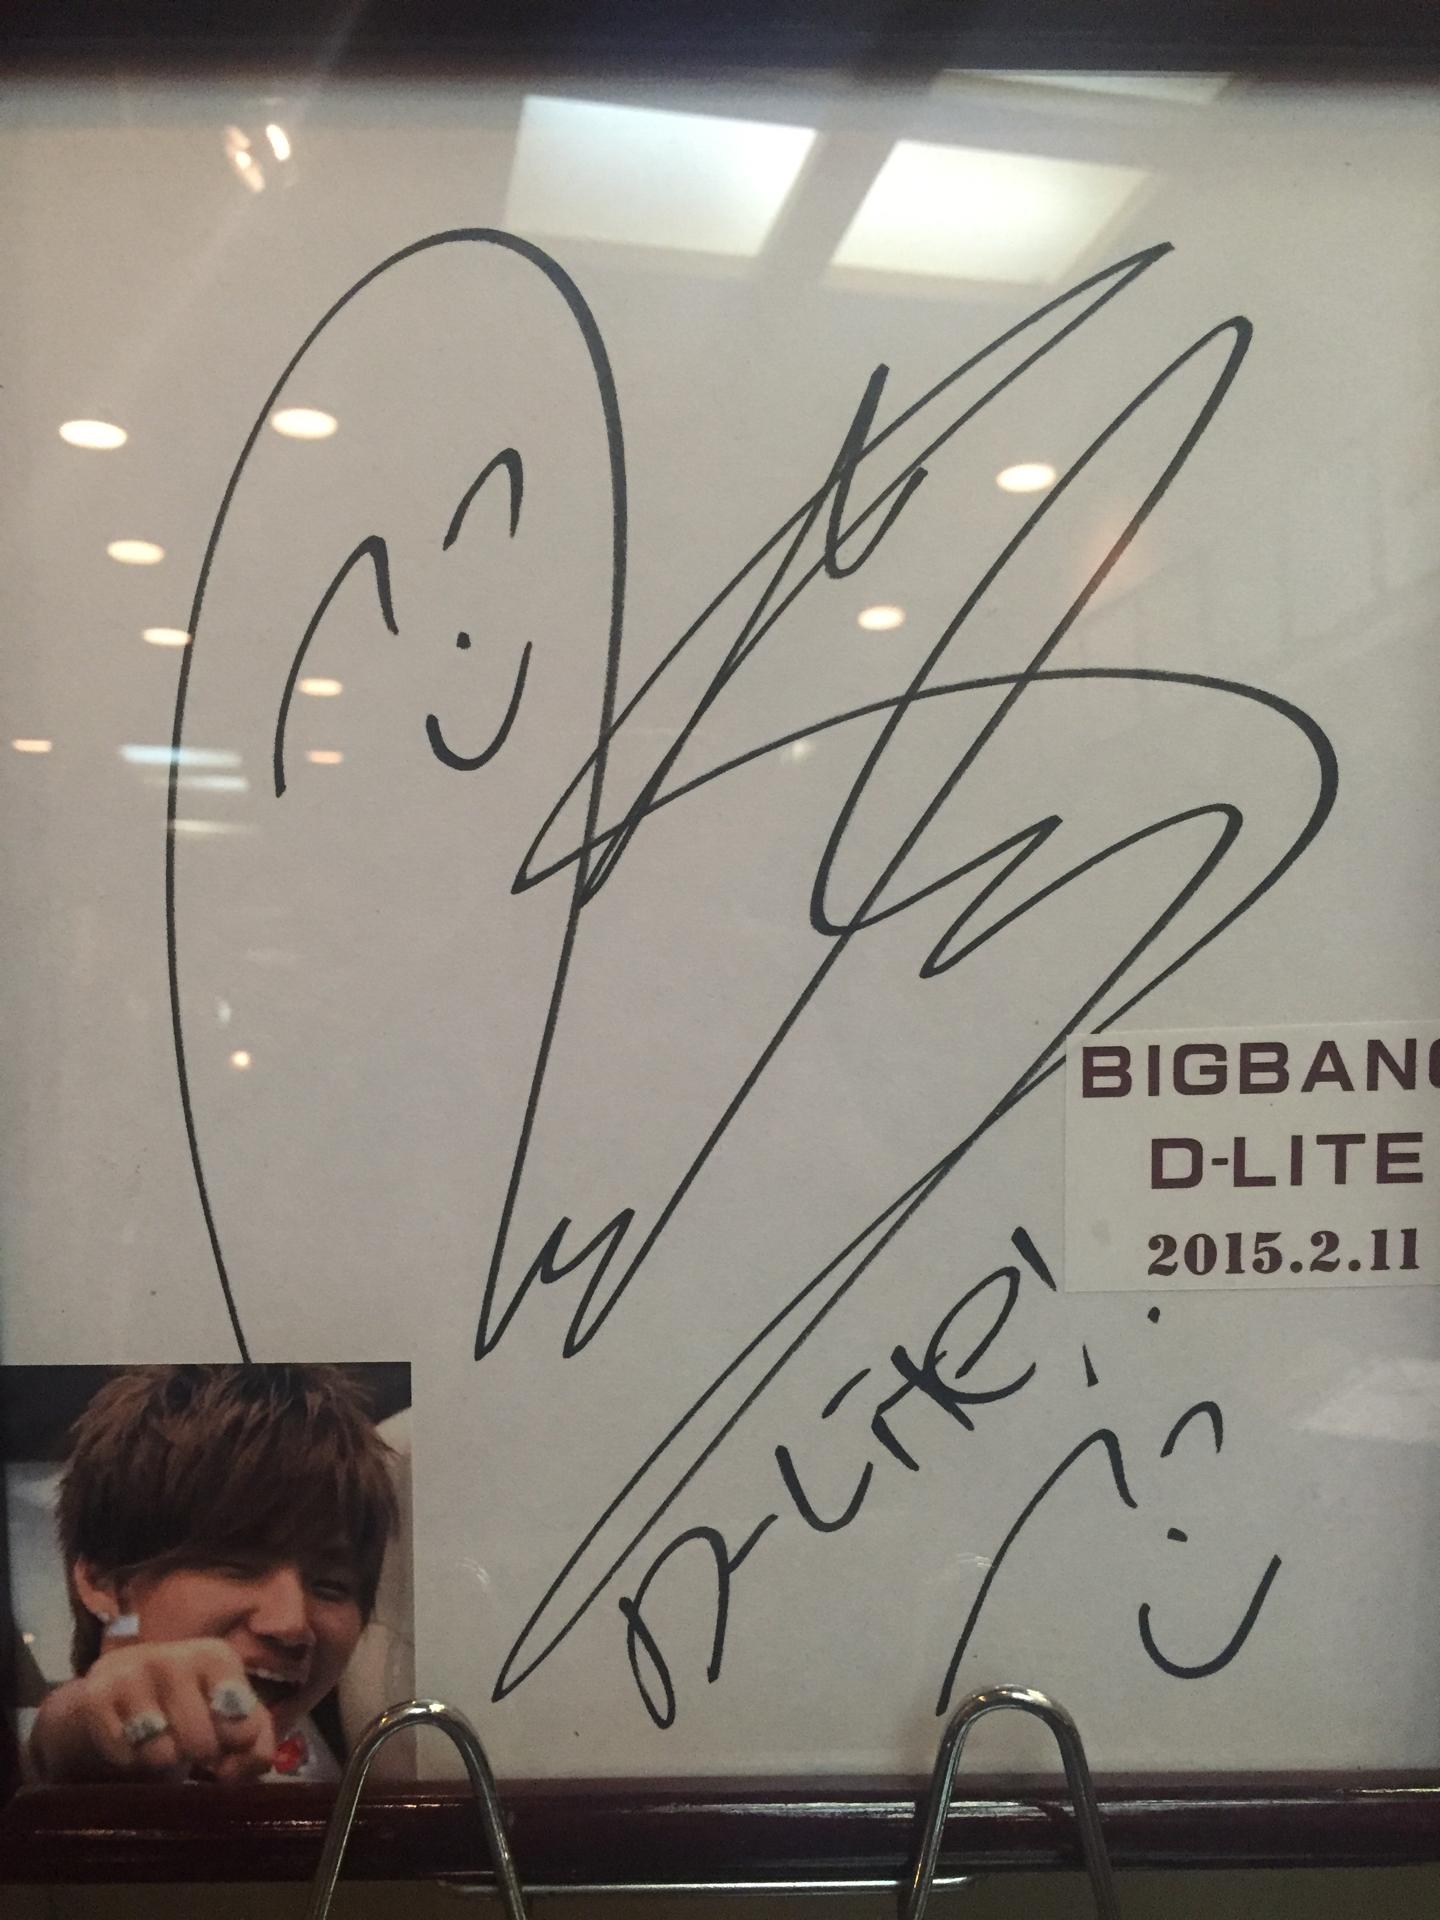 BIGBANG
D-LITE
2015.2.11
D-LiTe!